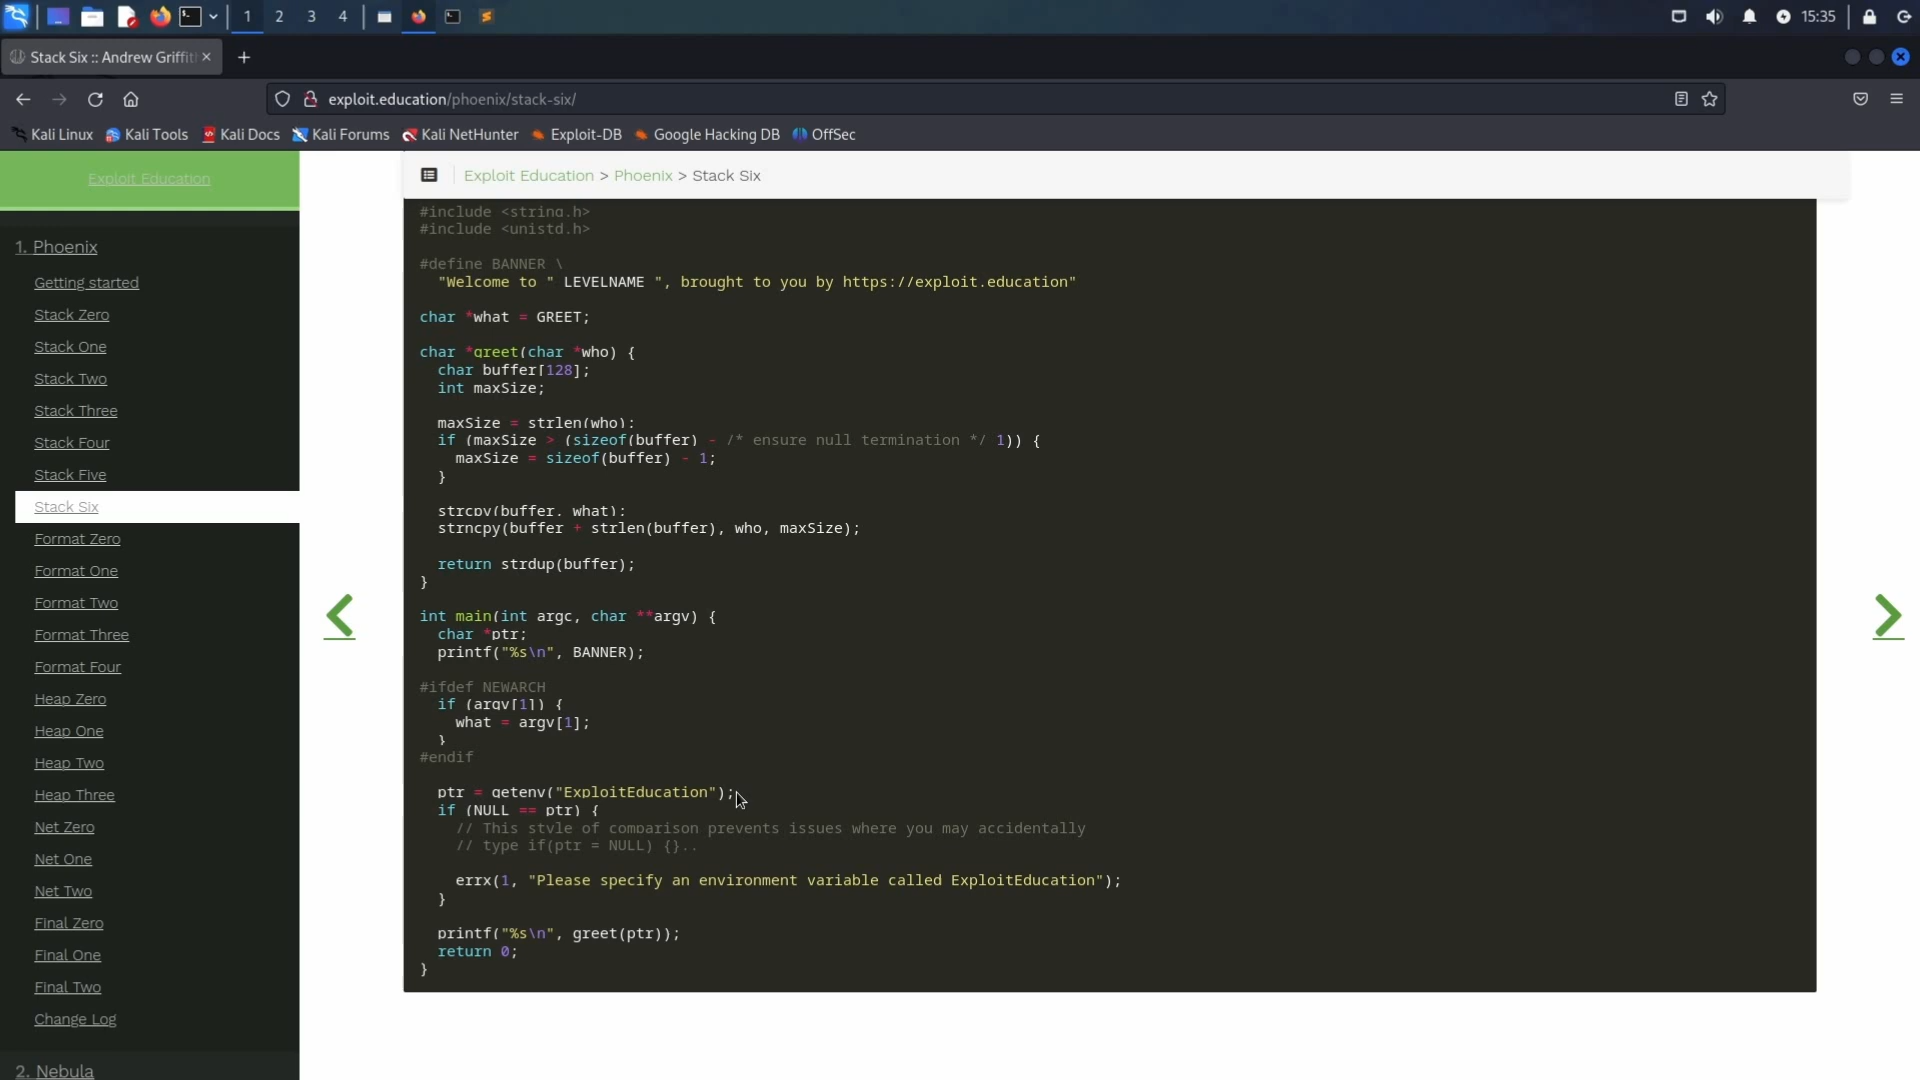 1
2
3
4
15:35
Stack Six :: Andrew Griffit
exploit.education/phoenix/stack-six/
Kali Linux
Kali Tools
Kali Docs
Kali Forums
Kali NetHunter
Exploit-DB
Google Hacking DB
OffSec
Exploit Education
1. Phoenix
Getting started
Stack Zero
Stack One
Stack Two
Stack Three
Stack Four
Stack Five
Stack Six
Format Zero
Format One
Format Two
Format Three
Format Four
Heap Zero
Heap One
Heap Two
Heap Three
Net Zero
Net One
Net Two
Final Zero
Final One
Final Two
Change Log
2. Nebula
Exploit Education > Phoenix > Stack Six
#include <string.h>
#include <unistd.h>
#define BANNER \
"Welcome to " LEVELNAME ", brought to you by https://exploit.education"
char *what = GREET;
char *greet(char *who) {
char buffer[128];
int maxSize;
maxSize = strlen(who);
if (maxSize > (sizeof(buffer) - /* ensure null termination */ 1)) {
maxSize = sizeof(buffer) - 1;
}
strcpy(buffer, what);
strncpy(buffer + strlen(buffer), who, maxSize);
return strdup(buffer);
}
int main(int argc, char **argv) {
char *ptr;
printf("%s\n", BANNER);
#ifdef NEWARCH
if (argv[1]) {
what = argv[1];
}
#endif
ptr = getenv("ExploitEducation");
if (NULL == ptr) {
// This style of comparison prevents issues where you may accidentally
// type if(ptr = NULL) {}..
errx(1, "Please specify an environment variable called ExploitEducation");
}
printf("%s\n", greet(ptr));
return 0;
}